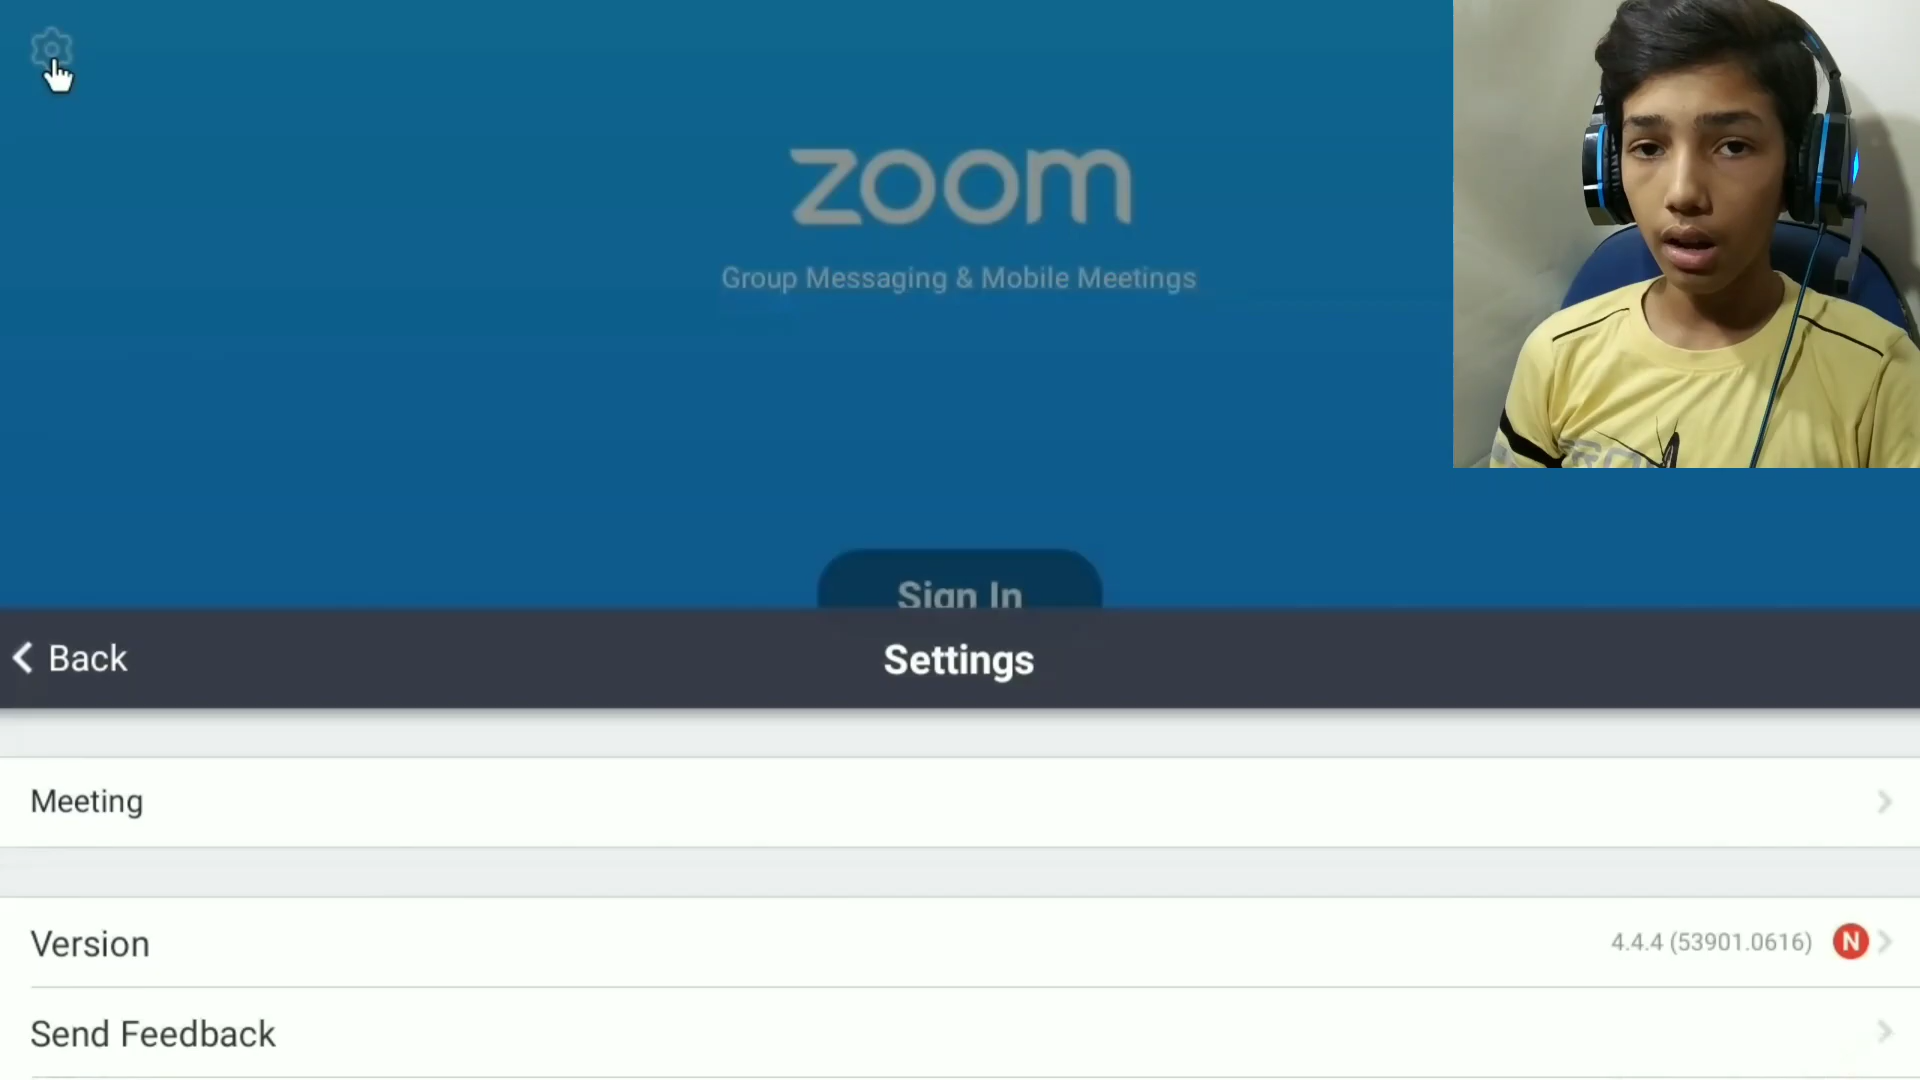 zoom
Group Messaging & Mobile Meetings
Sign In
Back
Settings
Meeting
Version
4.4.4 (53901.0616) N
Send Feedback